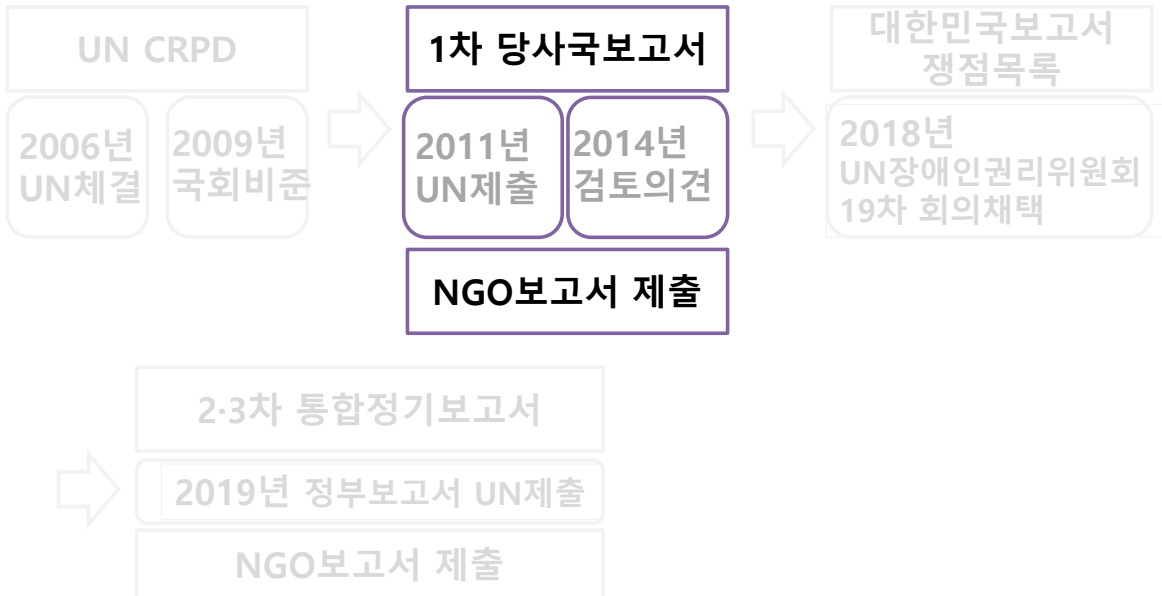 UN CRPD
2006년
UN체결
2009년
국회비준
1차 당사국보고서
2011년
UN제출
2014년
검토의견
NGO보고서 제출
대한민국보고서
쟁점목록
2018년
UN장애인권리위원회
19차 회의채택
2·3차 통합정기보고서
2019년 정부보고서 UN제출
NGO보고서 제출